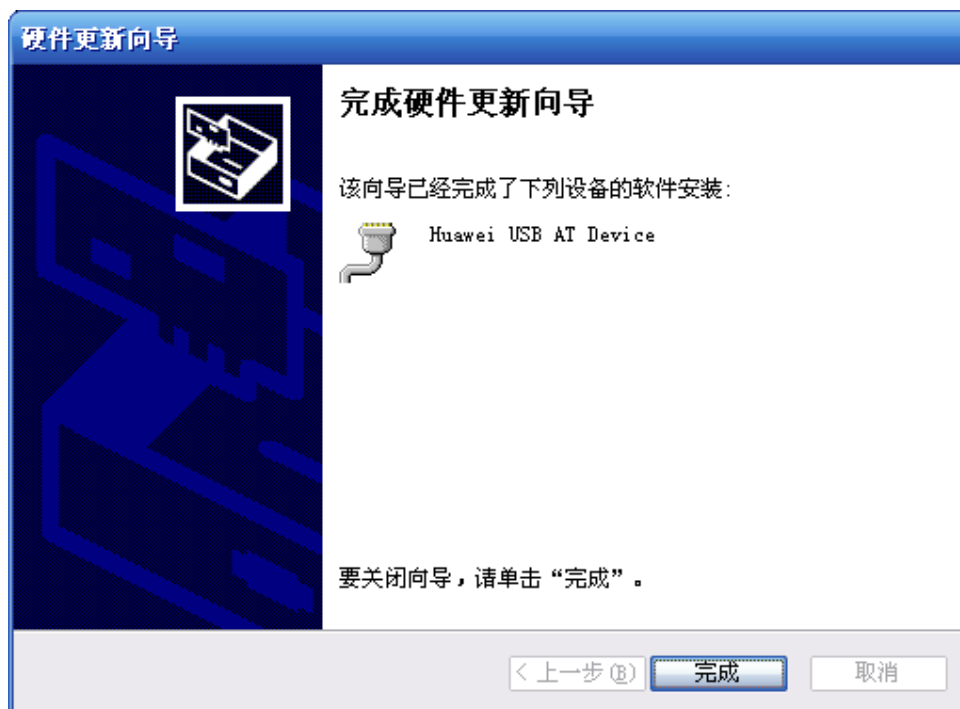 硬件更新向导
完成硬件更新向导
该向导已经完成了下列设备的软件安装:
Huawei USB AT Device
要关闭向导，请单击“完成”。
< 上一步(B)
完成
取消